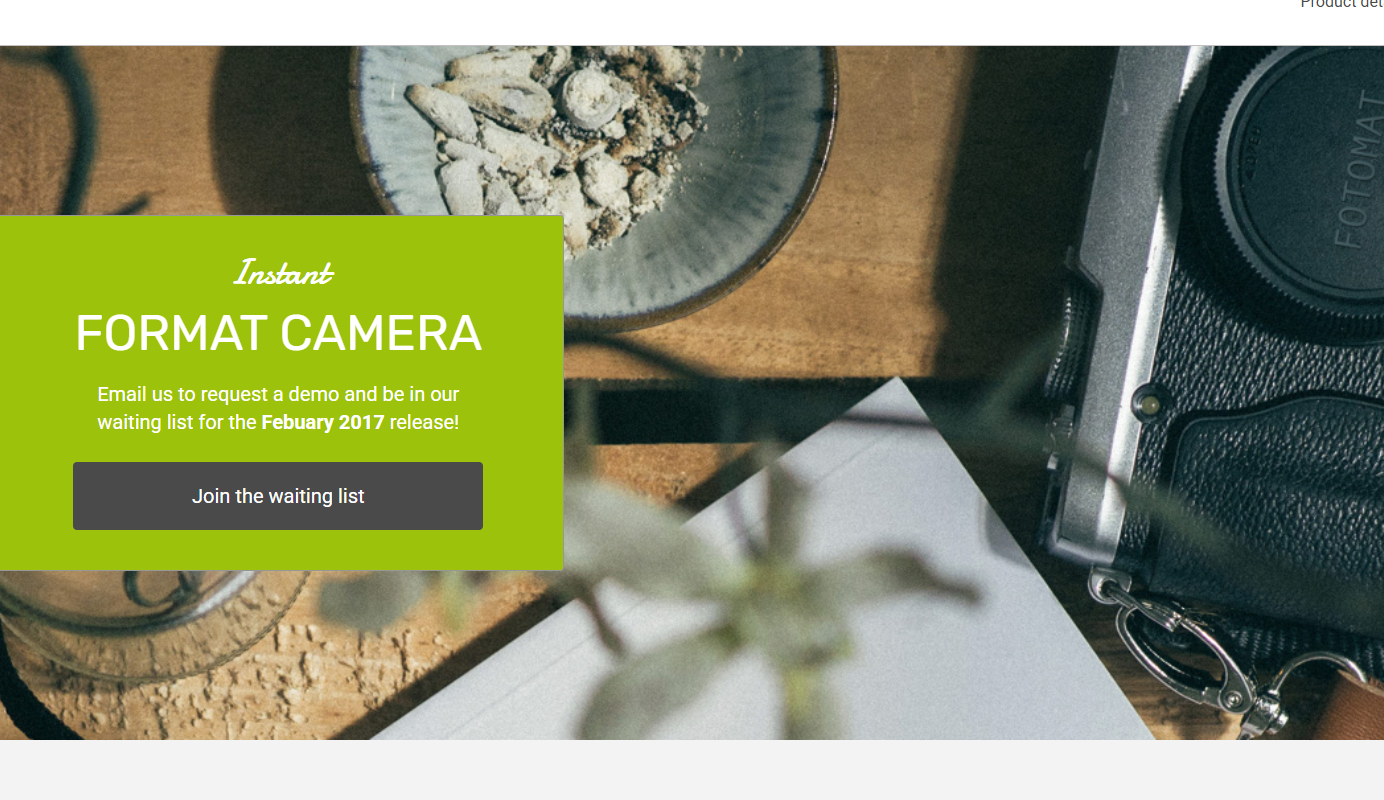 Product det
Instant
FORMAT CAMERA
Email us to request a demo and be in our
waiting list for the Febuary 2017 release!
Join the waiting list
FOTOMAT